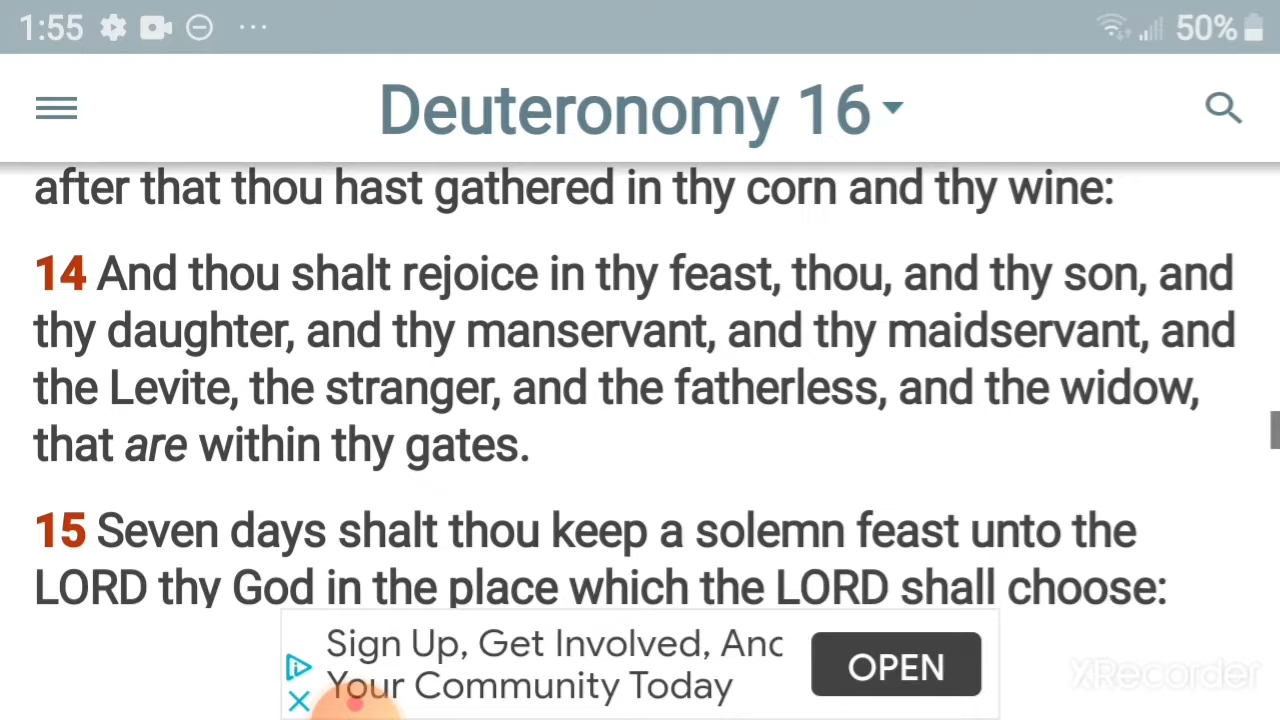 1:55 ... 50%
Deuteronomy 16
after that thou hast gathered in thy corn and thy wine:
14 And thou shalt rejoice in thy feast, thou, and thy son, and
thy daughter, and thy manservant, and thy maidservant, and
the Levite, the stranger, and the fatherless, and the widow,
that are within thy gates.
15 Seven days shalt thou keep a solemn feast unto the
LORD thy God in the place which the LORD shall choose:
Sign Up, Get Involved, And
Your Community Today
OPEN
XRecorder